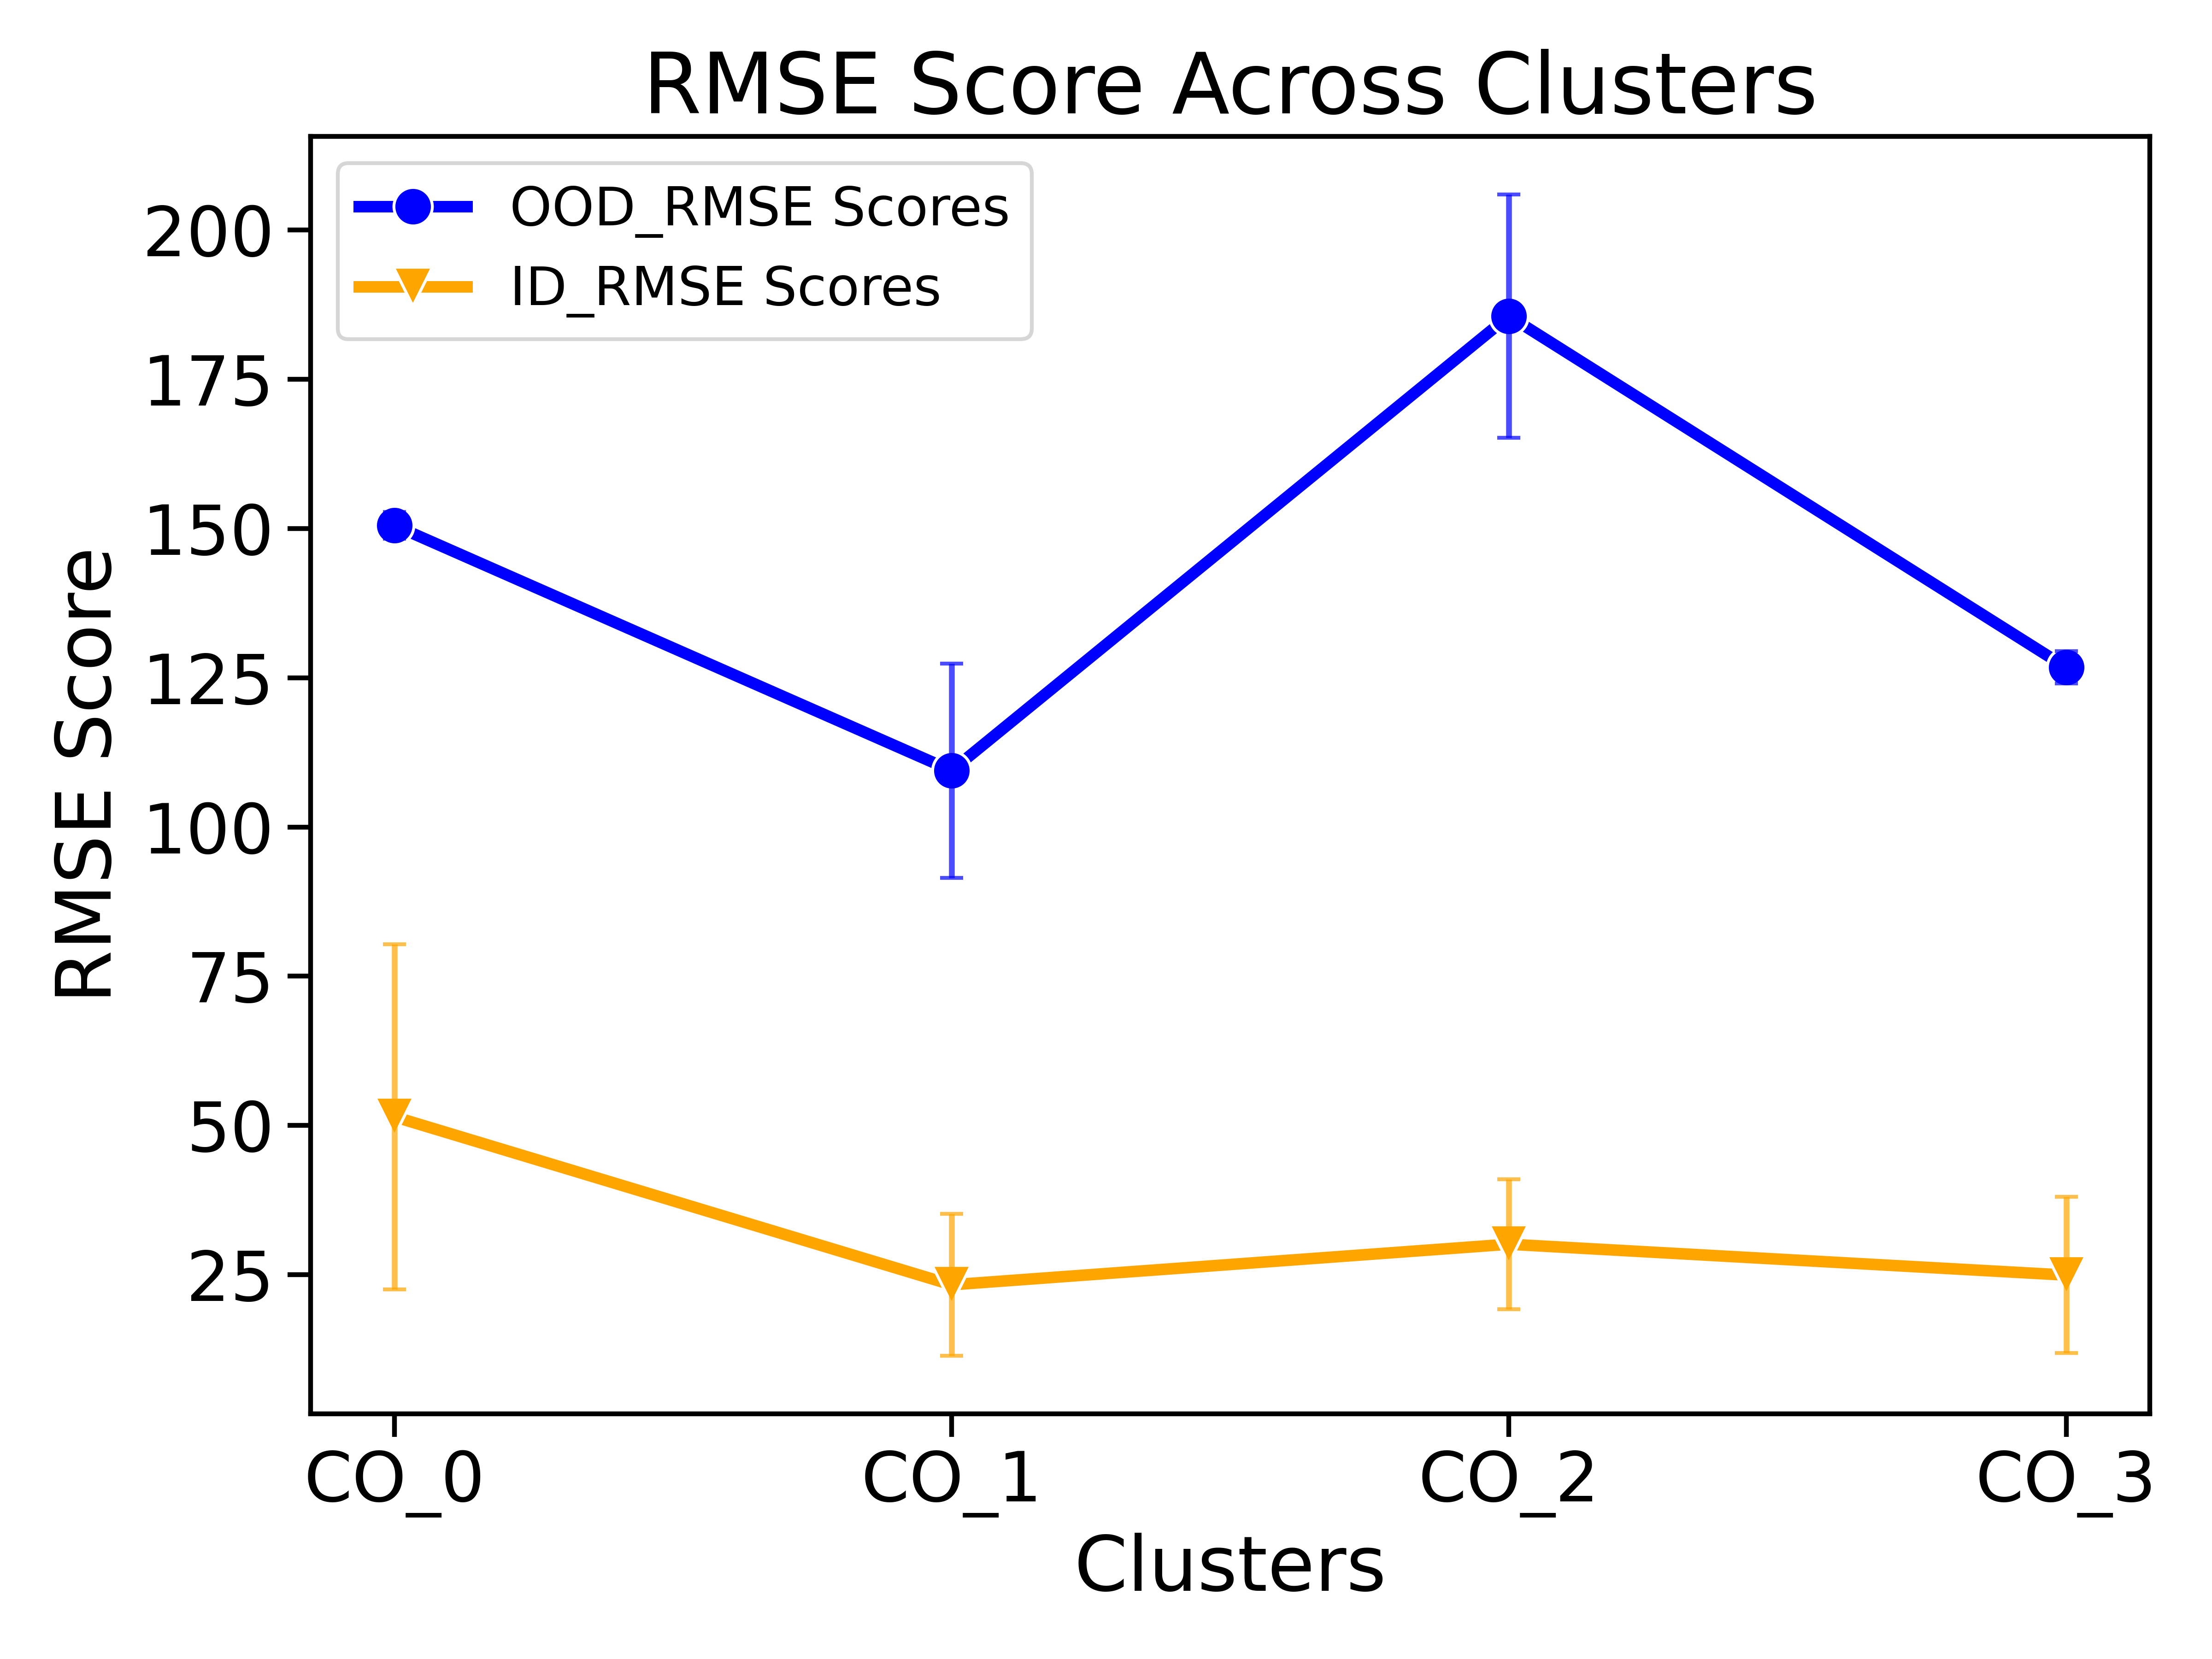 RMSE Score Across Clusters
OOD_RMSE Scores
ID_RMSE Scores
RMSE Score
200
175
150
125
100
75
50
25
CO_0 CO_1 CO_2 CO_3
Clusters